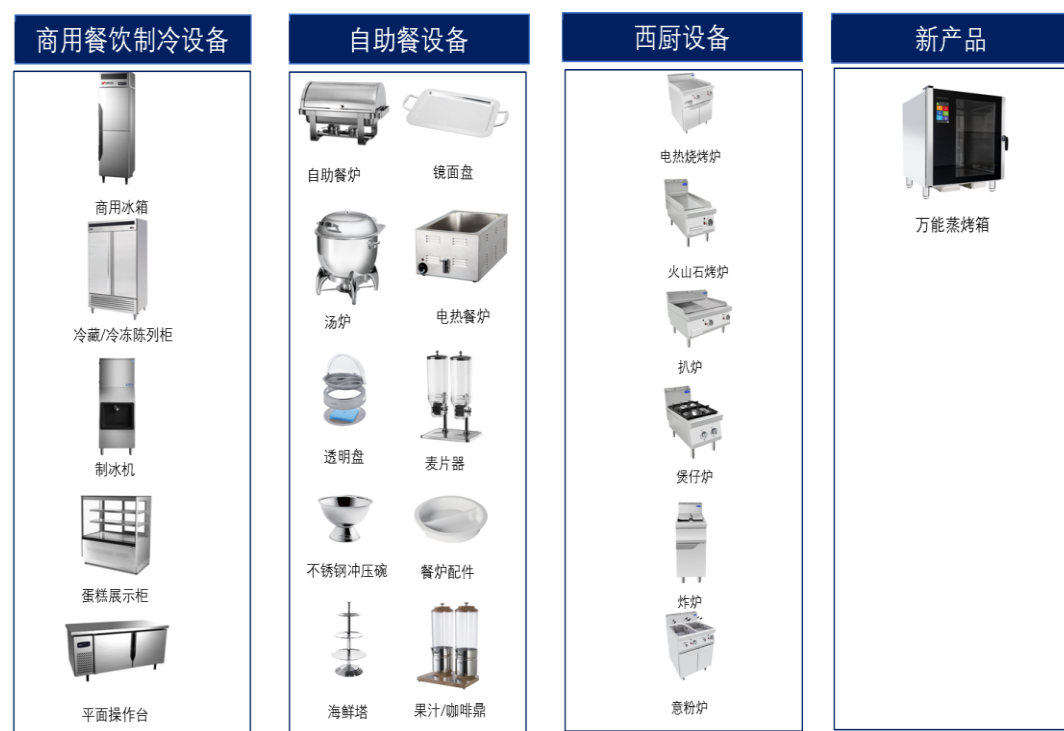 商用餐饮制冷设备
商用冰箱
冷藏/冷冻陈列柜
制冰机
蛋糕展示柜
平面操作台
自助餐设备
自助餐炉
镜面盘
汤炉
电热餐炉
透明盘
麦片器
不锈钢冲压碗
餐炉配件
海鲜塔
果汁/咖啡鼎
西厨设备
电热烧烤炉
火山石烤炉
扒炉
煲仔炉
炸炉
意粉炉
新产品
万能蒸烤箱